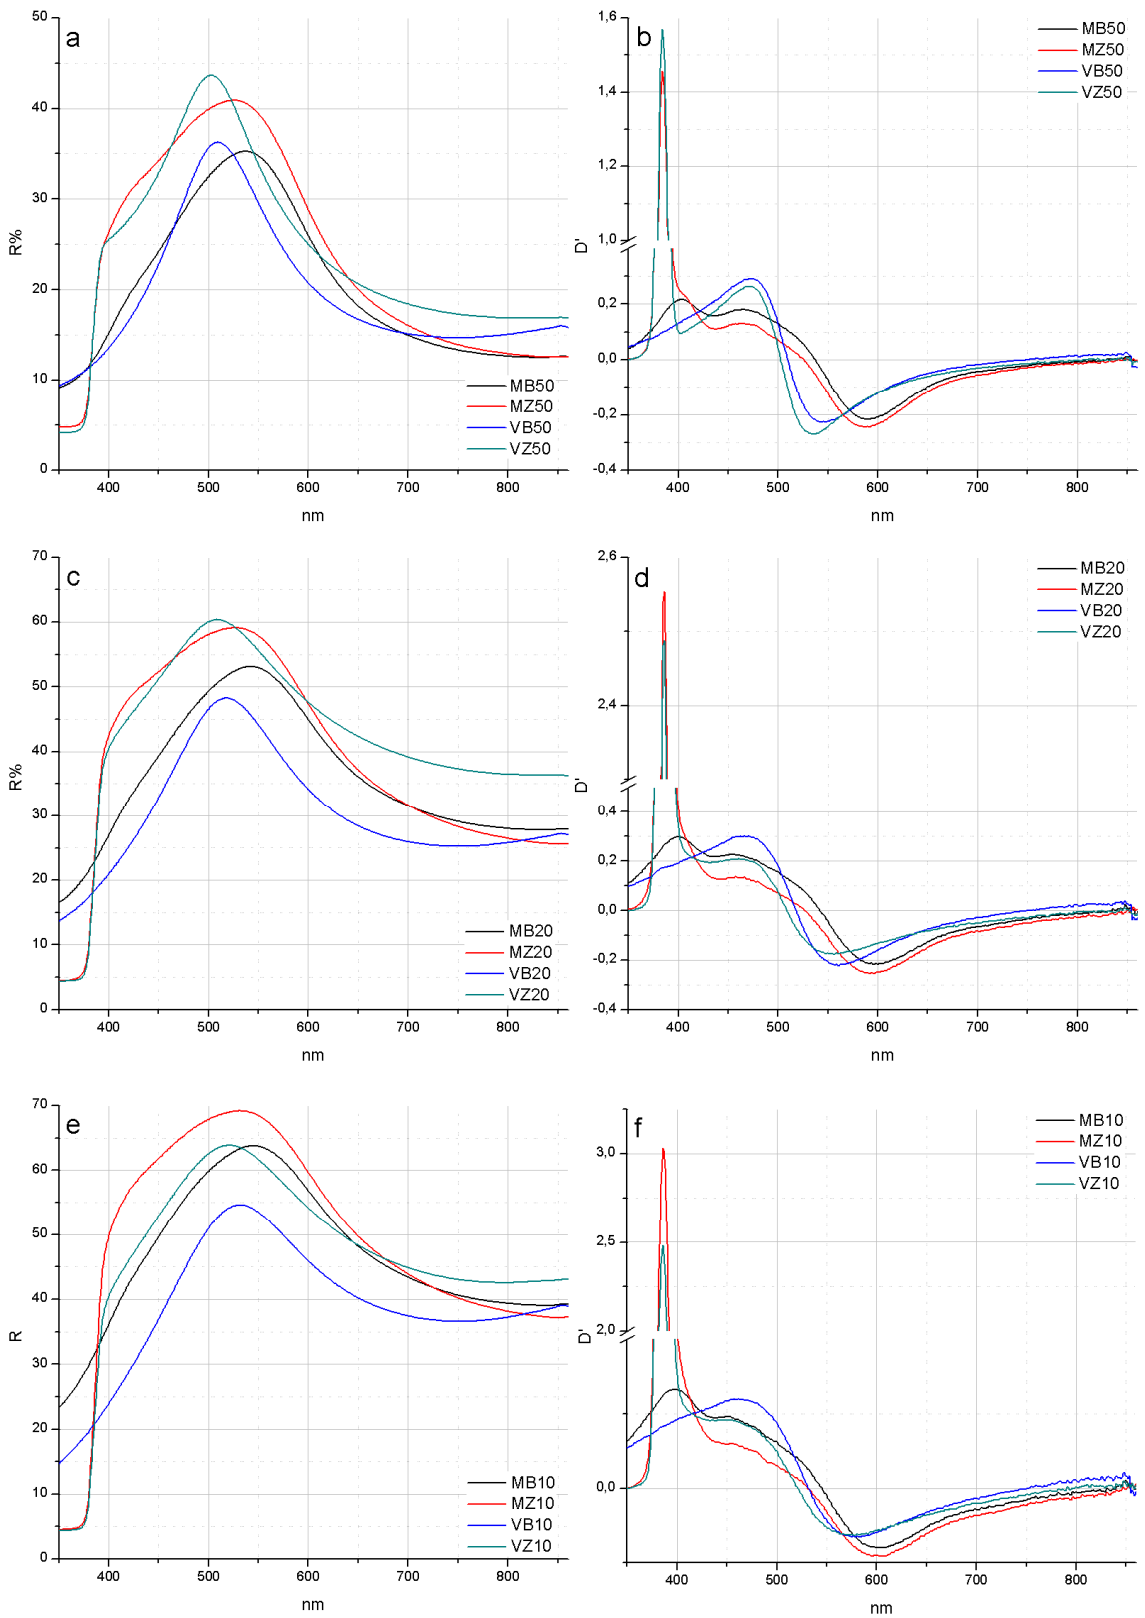 a
50
40
30
20
10
0
R%
400 500 600 700 800
nm
MB50
MZ50
VB50
VZ50
b
1,6
1,4
1,2
1,0
0,2
0,0
-0,2
-0,4
D'
400 500 600 700 800
nm
MB50
MZ50
VB50
VZ50
c
70
60
50
40
30
20
10
0
R%
400 500 600 700 800
nm
MB20
MZ20
VB20
VZ20
d
2,6
2,4
0,4
0,2
0,0
-0,2
-0,4
D'
400 500 600 700 800
nm
MB20
MZ20
VB20
VZ20
e
70
60
50
40
30
20
10
0
R
400 500 600 700 800
nm
MB10
MZ10
VB10
VZ10
f
3,0
2,5
2,0
0,0
D'
400 500 600 700 800
nm
MB10
MZ10
VB10
VZ10